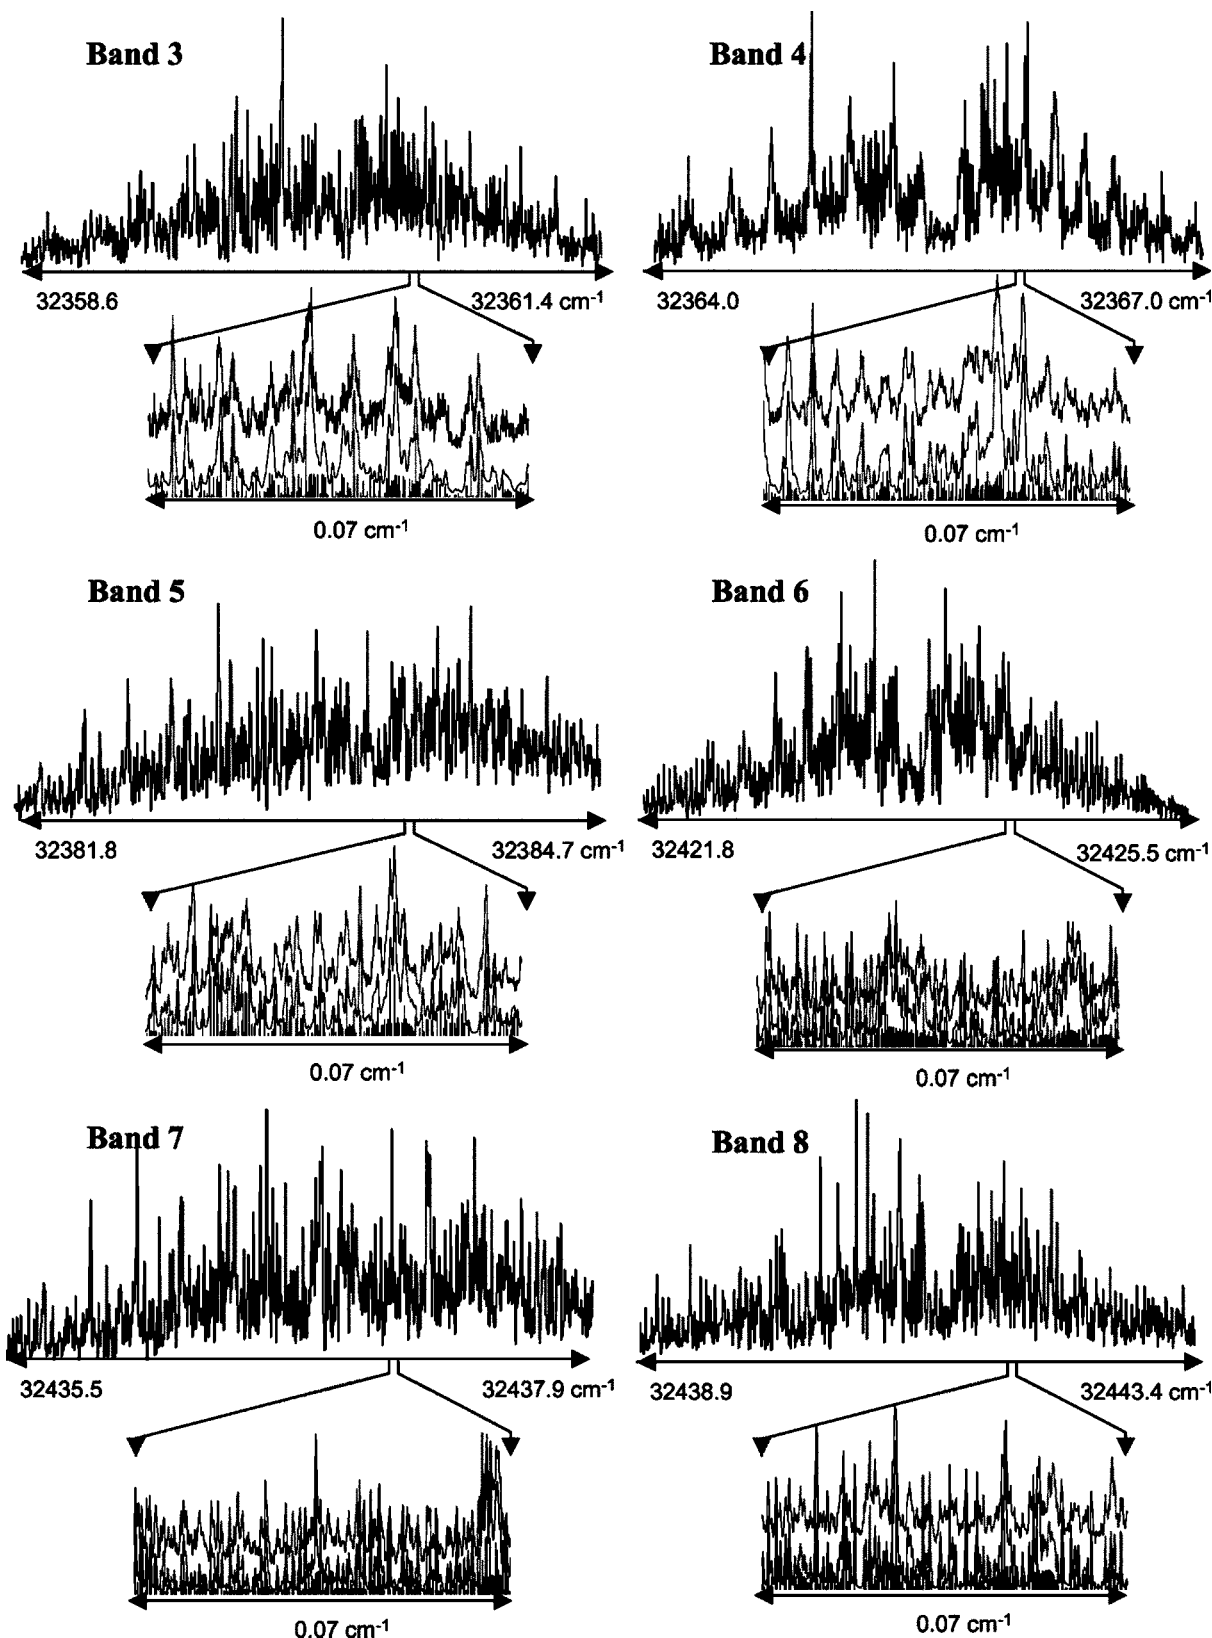 Band 3
Band 4
32358.6
32361.4 cm-1
32364.0
32367.0 cm-1
0.07 cm-1
0.07 cm-1
Band 5
Band 6
32381.8
32384.7 cm-1
32421.8
32425.5 cm-1
0.07 cm-1
0.07 cm-1
Band 7
Band 8
32435.5
32437.9 cm-1
32438.9
32443.4 cm-1
0.07 cm-1
0.07 cm-1